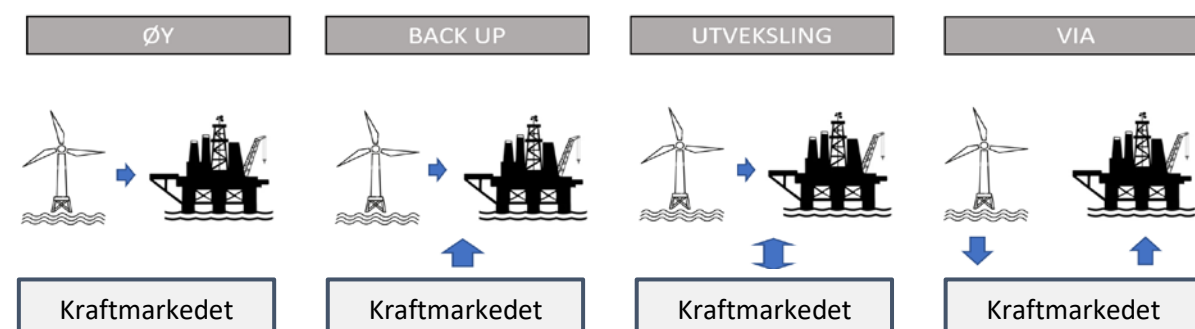 ØY
BACK UP
UTVEKSLING
VIA
Kraftmarkedet
Kraftmarkedet
Kraftmarkedet
Kraftmarkedet